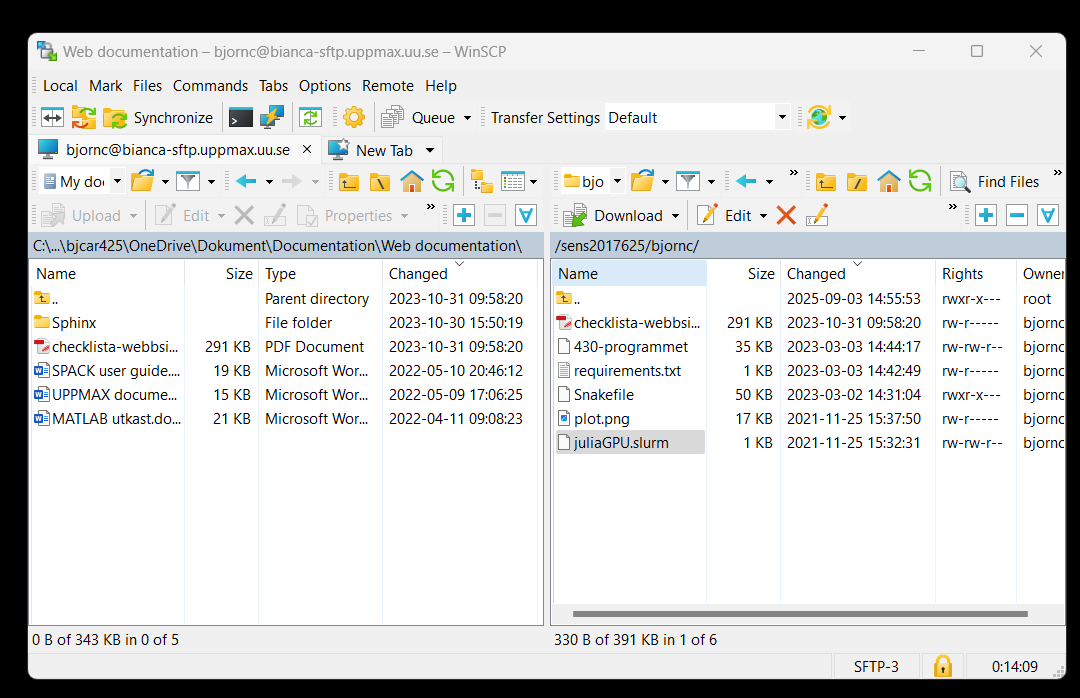 Web documentation – bjornc@bianca-sftp.uppmax.uu.se – WinSCP
Local Mark Files Commands Tabs Options Remote Help
Synchronize Queue Transfer Settings Default
bjornc@bianca-sftp.uppmax.uu.se New Tab
My doc bjo Find Files
Upload Edit Properties Download Edit
C:\...\bjcar425\OneDrive\Dokument\Documentation\Web documentation\ /sens2017625/bjornc/
Name Size Type Changed
.. Parent directory 2023-10-31 09:58:20
Sphinx File folder 2023-10-30 15:50:19
checklista-webbsi... 291 KB PDF Document 2023-10-31 09:58:20
SPACK user guide.... 19 KB Microsoft Wor... 2022-05-10 20:46:12
UPPMAX docume... 15 KB Microsoft Wor... 2022-05-09 17:06:25
MATLAB utkast.do... 21 KB Microsoft Wor... 2022-04-11 09:08:23
0 B of 343 KB in 0 of 5
Name Size Changed Rights Owner
.. 2025-09-03 14:55:53 rwxr-x--- root
checklista-webbsi... 291 KB 2023-10-31 09:58:20 rw-r----- bjornc
430-programmet 35 KB 2023-03-03 14:44:17 rw-rw-r-- bjornc
requirements.txt 1 KB 2023-03-03 14:42:49 rw-r----- bjornc
Snakefile 50 KB 2023-03-02 14:31:04 rwxr-x--- bjornc
plot.png 17 KB 2021-11-25 15:37:50 rw-r----- bjornc
juliaGPU.slurm 1 KB 2021-11-25 15:32:31 rw-rw-r-- bjornc
330 B of 391 KB in 1 of 6
SFTP-3 0:14:09